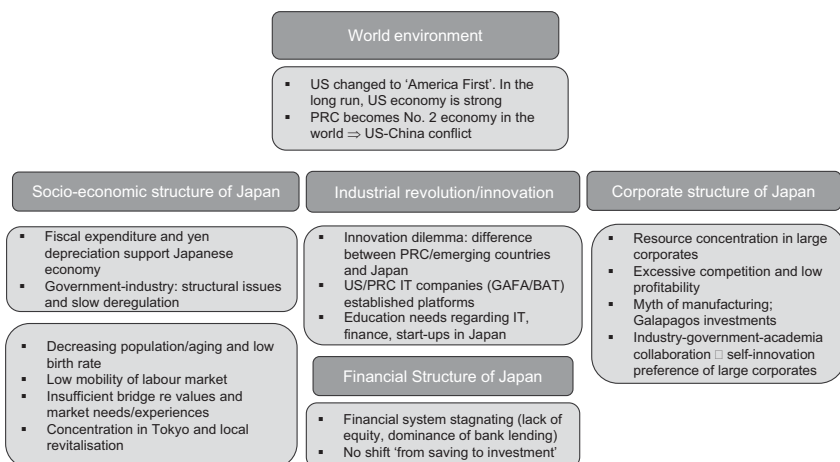 World environment
▪ US changed to ‘America First’. In the
long run, US economy is strong
▪ PRC becomes No. 2 economy in the
world ⇒ US-China conflict
Socio-economic structure of Japan
▪ Fiscal expenditure and yen
depreciation support Japanese
economy
▪ Government-industry: structural issues
and slow deregulation
▪ Decreasing population/aging and low
birth rate
▪ Low mobility of labour market
▪ Insufficient bridge re values and
market needs/experiences
▪ Concentration in Tokyo and local
revitalisation
Industrial revolution/innovation
▪ Innovation dilemma: difference
between PRC/emerging countries
and Japan
▪ US/PRC IT companies (GAFA/BAT)
established platforms
▪ Education needs regarding IT,
finance, start-ups in Japan
Financial Structure of Japan
▪ Financial system stagnating (lack of
equity, dominance of bank lending)
▪ No shift ‘from saving to investment’
Corporate structure of Japan
▪ Resource concentration in large
corporates
▪ Excessive competition and low
profitability
▪ Myth of manufacturing;
Galapagos investments
▪ Industry-government-academia
collaboration □ self-innovation
preference of large corporates